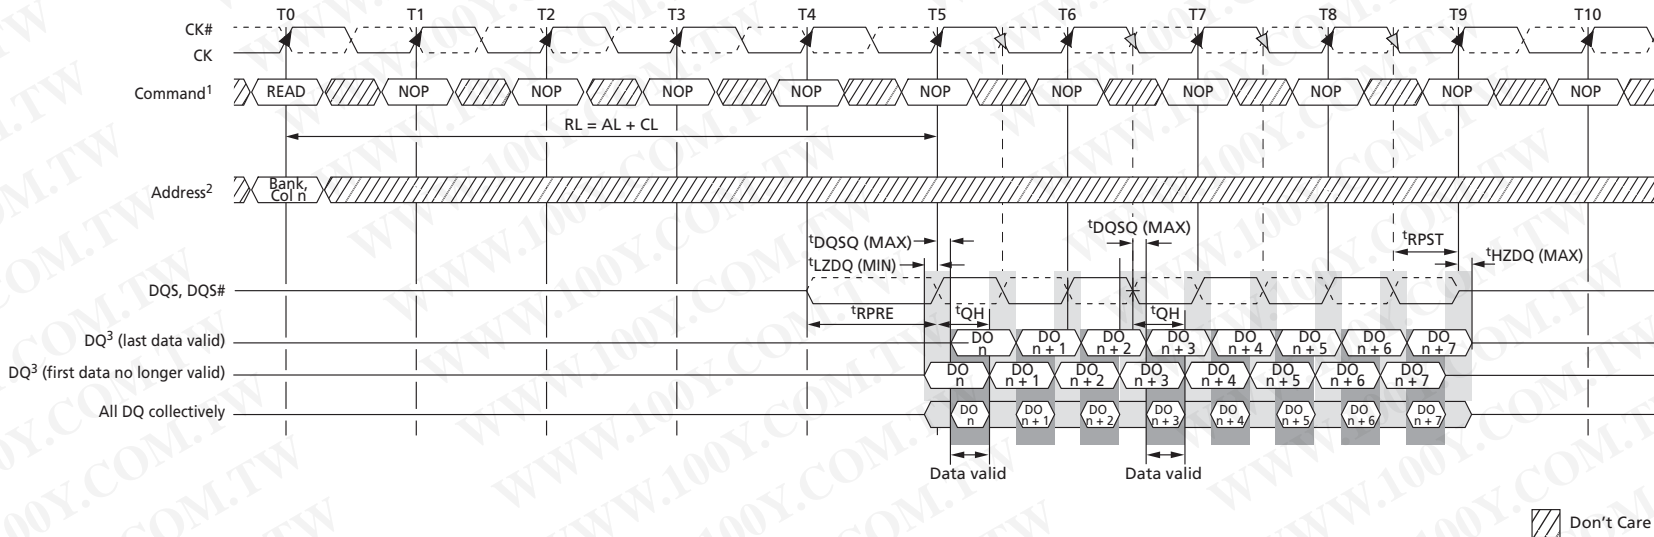 T0 T1 T2 T3 T4 T5 T6 T7 T8 T9 T10
CK#
CK
Command1 READ NOP NOP NOP NOP NOP NOP NOP NOP NOP NOP
RL = AL + CL
Address2 Bank,
Col n
tDQSQ (MAX) tDQSQ (MAX) tRPST
tLZDQ (MIN) tHZDQ (MAX)
DQS, DQS#
tRPRE tQH tQH
DQ3 (last data valid) DO
n DO
n + 1 DO
n + 2 DO
n + 3 DO
n + 4 DO
n + 5 DO
n + 6 DO
n + 7
DQ3 (first data no longer valid) DO
n DO
n + 1 DO
n + 2 DO
n + 3 DO
n + 4 DO
n + 5 DO
n + 6 DO
n + 7
All DQ collectively DO
n DO
n + 1 DO
n + 2 DO
n + 3 DO
n + 4 DO
n + 5 DO
n + 6 DO
n + 7
Data valid Data valid
Don't Care
WWW.100Y.COM.TW